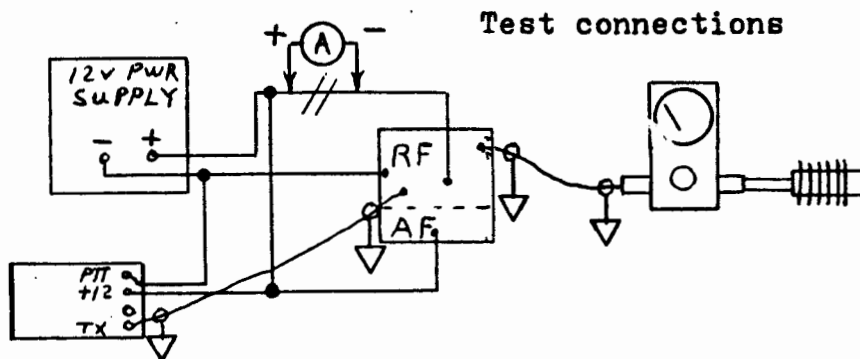 Test connections
+ A -
12V PWR
SUPPLY
- +
RF
AF
PTT
+12
TX